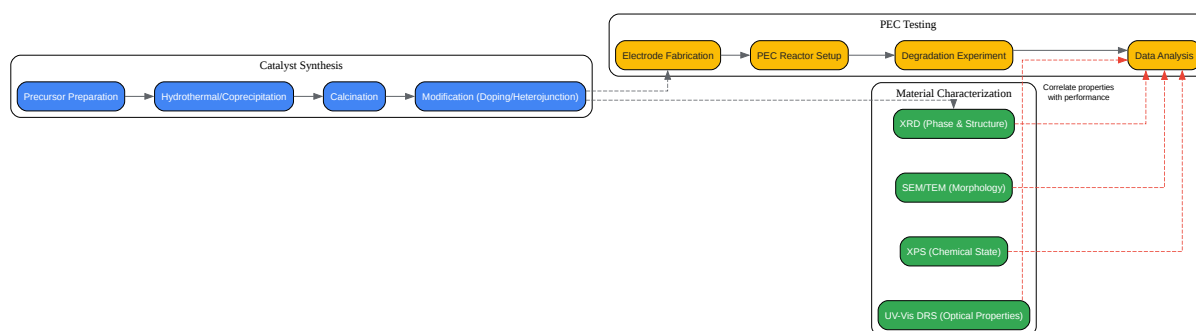 PEC Testing
Electrode Fabrication
PEC Reactor Setup
Degradation Experiment
Data Analysis
Catalyst Synthesis
Precursor Preparation
Hydrothermal/Coprecipitation
Calcination
Modification (Doping/Heterojunction)
Material Characterization
Correlate properties
with performance
XRD (Phase & Structure)
SEM/TEM (Morphology)
XPS (Chemical State)
UV-Vis DRS (Optical Properties)